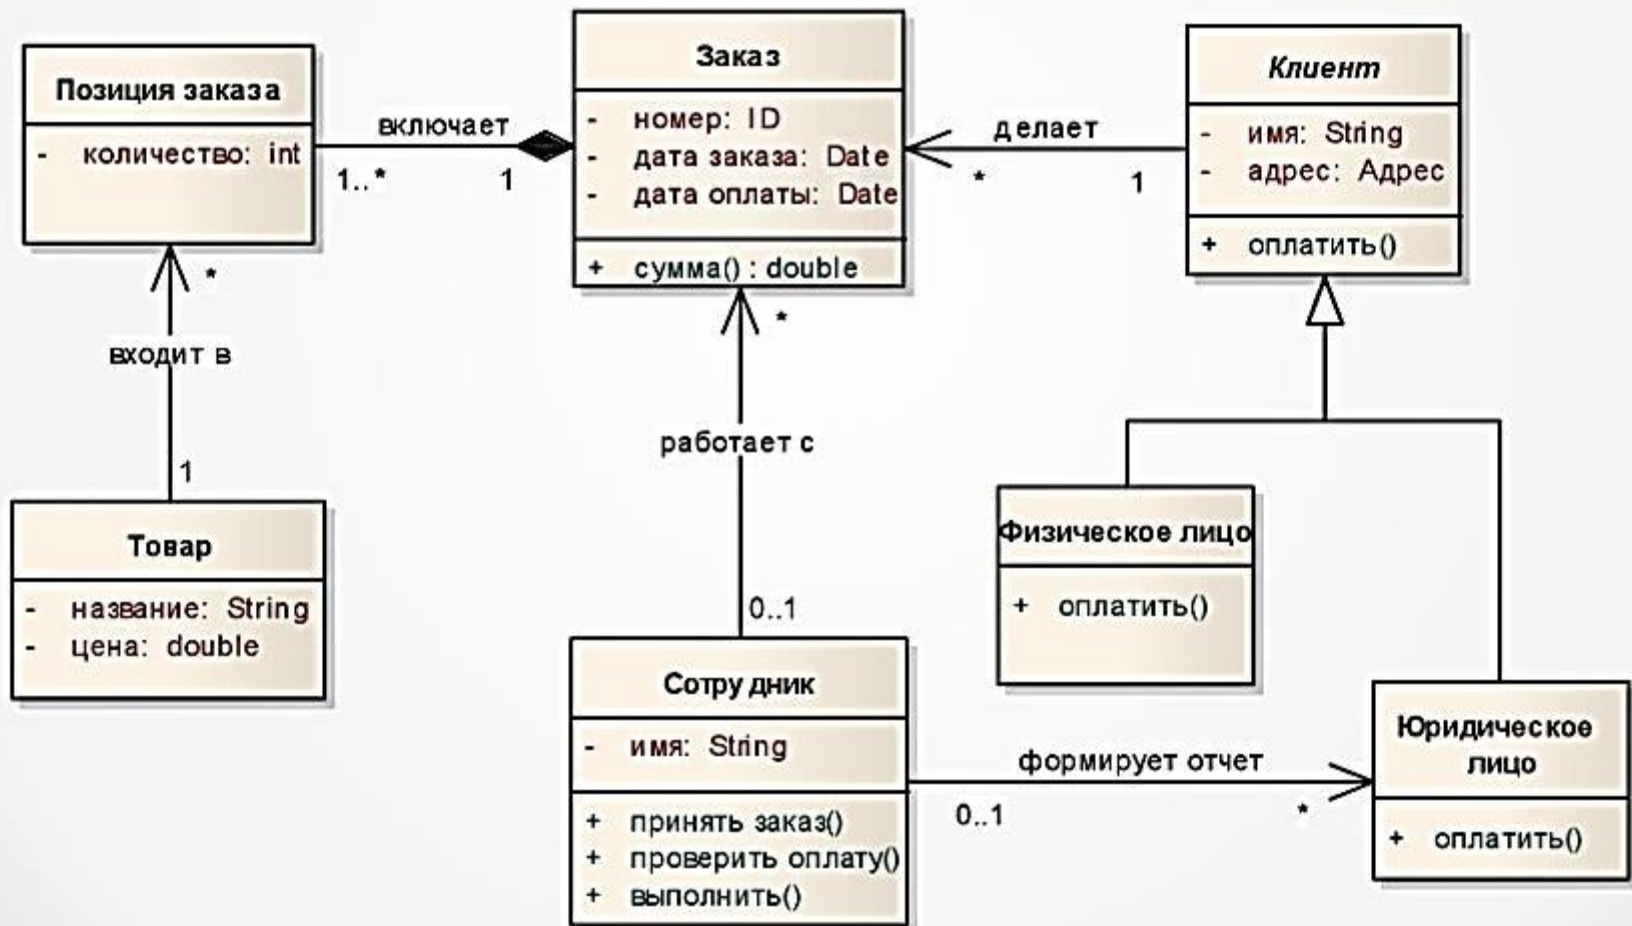 Позиция заказа
- количество: int
включает
1..*
1
Заказ
- номер: ID
- дата заказа: Date
- дата оплаты: Date
+ сумма() : double
делает
*
1
Клиент
- имя: String
- адрес: Адрес
+ оплатить()
*
входит в
1
Товар
- название: String
- цена: double
*
работает с
0..1
Сотрудник
- имя: String
+ принять заказ()
+ проверить оплату()
+ выполнить()
Физическое лицо
+ оплатить()
формирует отчет
0..1
*
Юридическое
лицо
+ оплатить()